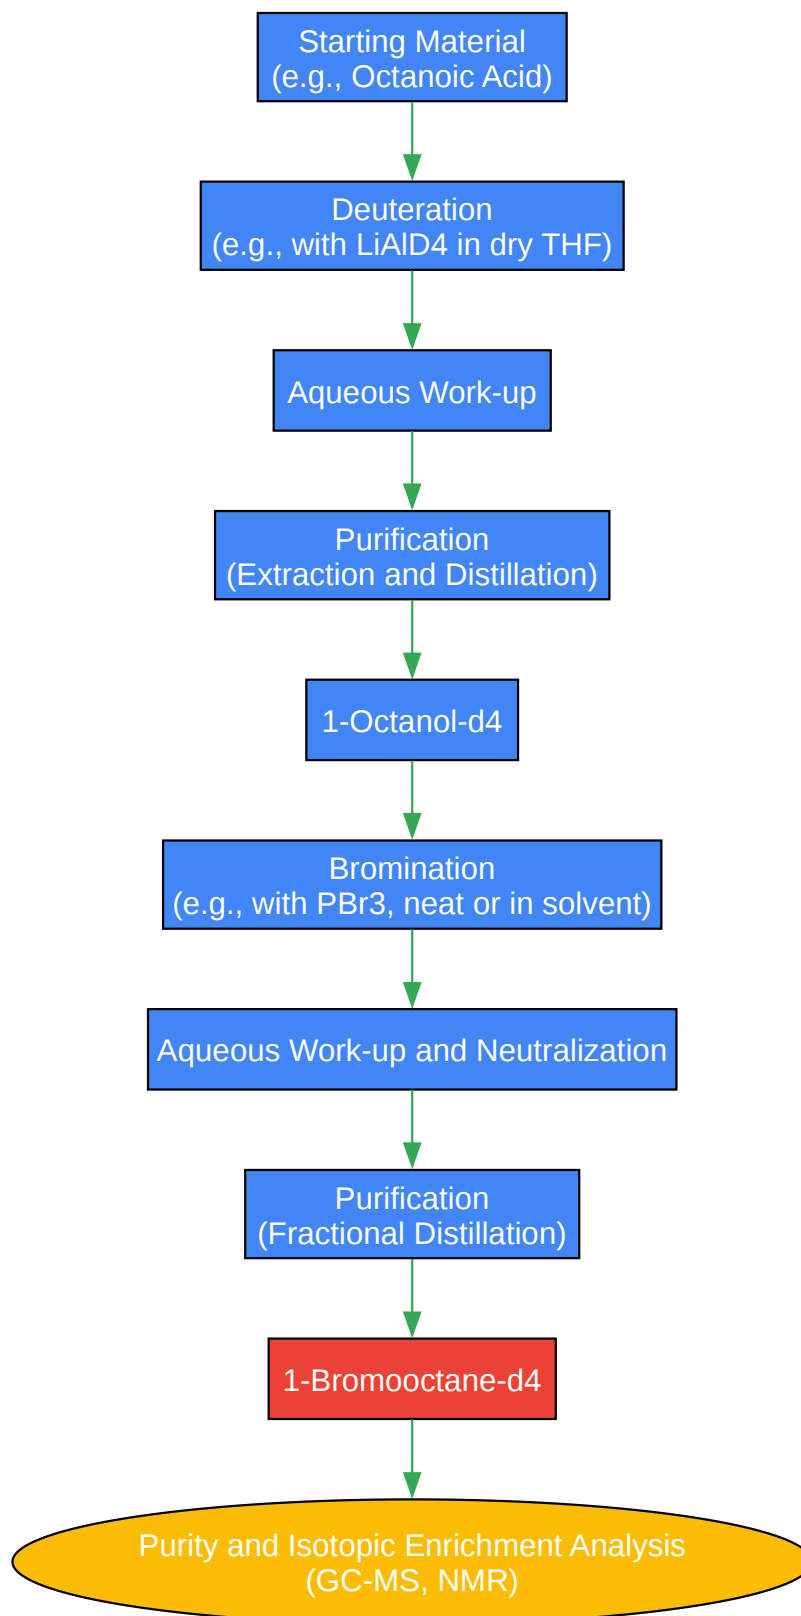 Starting Material
(e.g., Octanoic Acid)
Deuteration
(e.g., with LiAlD4 in dry THF)
Aqueous Work-up
Purification
(Extraction and Distillation)
1-Octanol-d4
Bromination
(e.g., with PBr3, neat or in solvent)
Aqueous Work-up and Neutralization
Purification
(Fractional Distillation)
1-Bromooctane-d4
Purity and Isotopic Enrichment Analysis
(GC-MS, NMR)